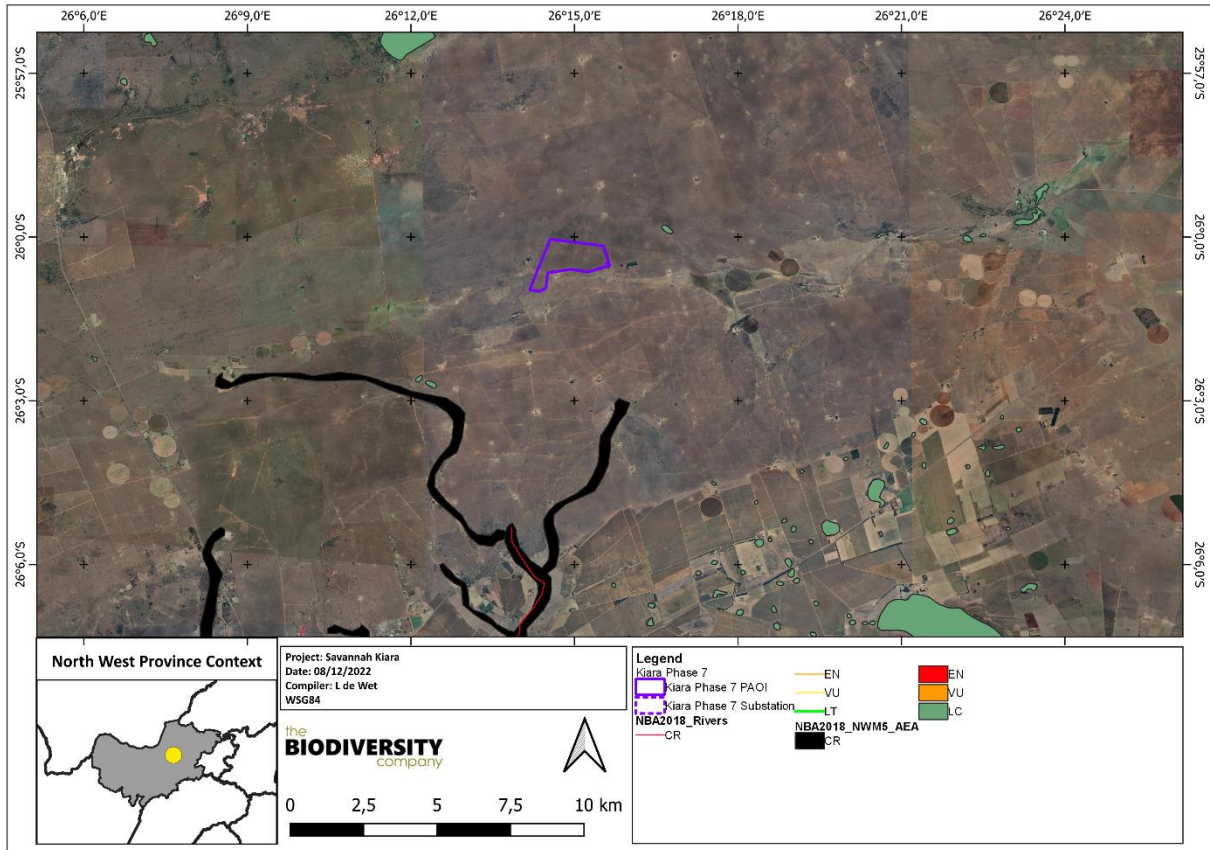 26°6,0'E 26°9,0'E 26°12,0'E 26°15,0'E 26°18,0'E 26°21,0'E 26°24,0'E
25°57,0'S
25°57,0'S
26°0,0'S
26°0,0'S
26°3,0'S
26°3,0'S
26°6,0'S
26°6,0'S
North West Province Context
Project: Savannah Kiara
Date: 08/12/2022
Compiler: L de Wet
WSG84
the
BIODIVERSITY
company
0 2,5 5 7,5 10 km
Legend
Kiara Phase 7
Kiara Phase 7 PAOI
Kiara Phase 7 Substation
NBA2018_Rivers
CR
EN
VU
LT
NBA2018_NWM5_AEA
CR
EN
VU
LC